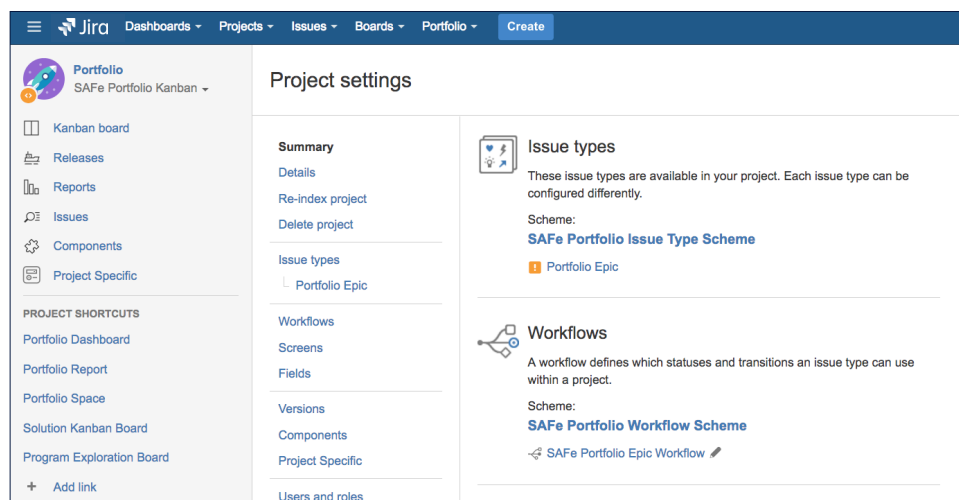 Jira Dashboards Projects Issues Boards Portfolio Create
Portfolio
SAFe Portfolio Kanban
Kanban board
Releases
Reports
Issues
Components
Project Specific
PROJECT SHORTCUTS
Portfolio Dashboard
Portfolio Report
Portfolio Space
Solution Kanban Board
Program Exploration Board
+ Add link
Project settings
Summary
Details
Re-index project
Delete project
Issue types
Portfolio Epic
Workflows
Screens
Fields
Versions
Components
Project Specific
Users and roles
Issue types
These issue types are available in your project. Each issue type can be
configured differently.
Scheme:
SAFe Portfolio Issue Type Scheme
Portfolio Epic
Workflows
A workflow defines which statuses and transitions an issue type can use
within a project.
Scheme:
SAFe Portfolio Workflow Scheme
SAFe Portfolio Epic Workflow